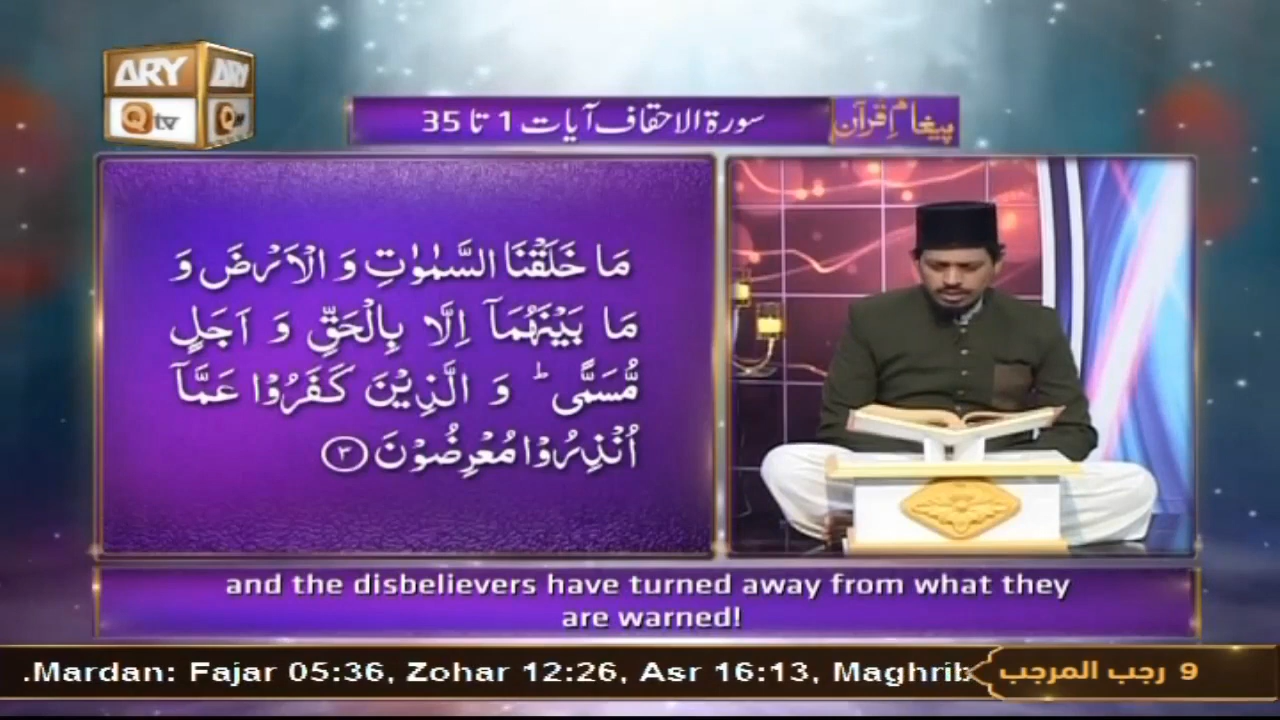 ARY
ARY
Qtv
سورۃ الاحقاف آیات 1 تا 35
پیغامِ قرآن
مَا خَلَقْنَا السَّمٰوٰتِ وَ الْاَرْضَ وَ
مَا بَيْنَهُمَاۤ اِلَّا بِالْحَقِّ وَ اَجَلٍ
مُّسَمًّى ؕ وَ الَّذِيْنَ كَفَرُوْا عَمَّاۤ
اُنْذِرُوْا مُعْرِضُوْنَ ۳
and the disbelievers have turned away from what they
are warned!
.Mardan: Fajar 05:36, Zohar 12:26, Asr 16:13, Maghrib
9 رجب المرجب